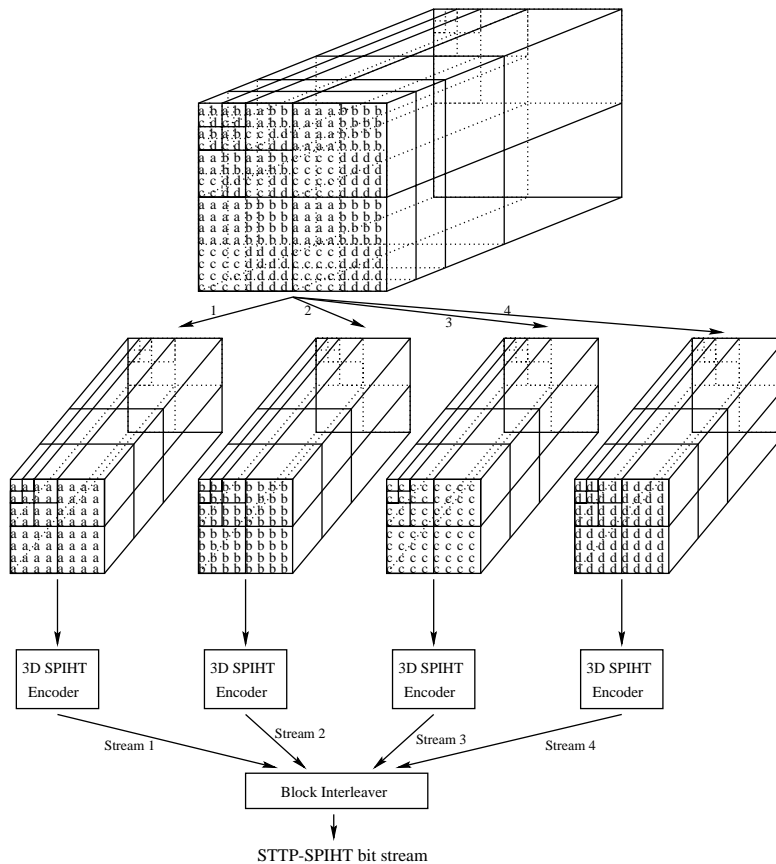 a b a b a a b b a a a a b b b b
c d c d a a b b a a a a b b b b
a b a b c c d d a a a a b b b b
c d c d c c d d a a a a b b b b
a a b b a a b b c c c c d d d d
a a b b a a b b c c c c d d d d
c c d d c c d d c c c c d d d d
c c d d c c d d c c c c d d d d
a a a a b b b b a a a a b b b b
a a a a b b b b a a a a b b b b
a a a a b b b b a a a a b b b b
a a a a b b b b a a a a b b b b
c c c c d d d d c c c c d d d d
c c c c d d d d c c c c d d d d
c c c c d d d d c c c c d d d d
c c c c d d d d c c c c d d d d
1 2 3 4
a a a a a a a a b b b b b b b b c c c c c c c c d d d d d d d d
a a a a a a a a b b b b b b b b c c c c c c c c d d d d d d d d
a a a a a a a a b b b b b b b b c c c c c c c c d d d d d d d d
a a a a a a a a b b b b b b b b c c c c c c c c d d d d d d d d
a a a a a a a a b b b b b b b b c c c c c c c c d d d d d d d d
a a a a a a a a b b b b b b b b c c c c c c c c d d d d d d d d
a a a a a a a a b b b b b b b b c c c c c c c c d d d d d d d d
a a a a a a a a b b b b b b b b c c c c c c c c d d d d d d d d
3D SPIHT
Encoder
3D SPIHT
Encoder
3D SPIHT
Encoder
3D SPIHT
Encoder
Stream 1
Stream 2
Stream 3
Stream 4
Block Interleaver
STTP-SPIHT bit stream